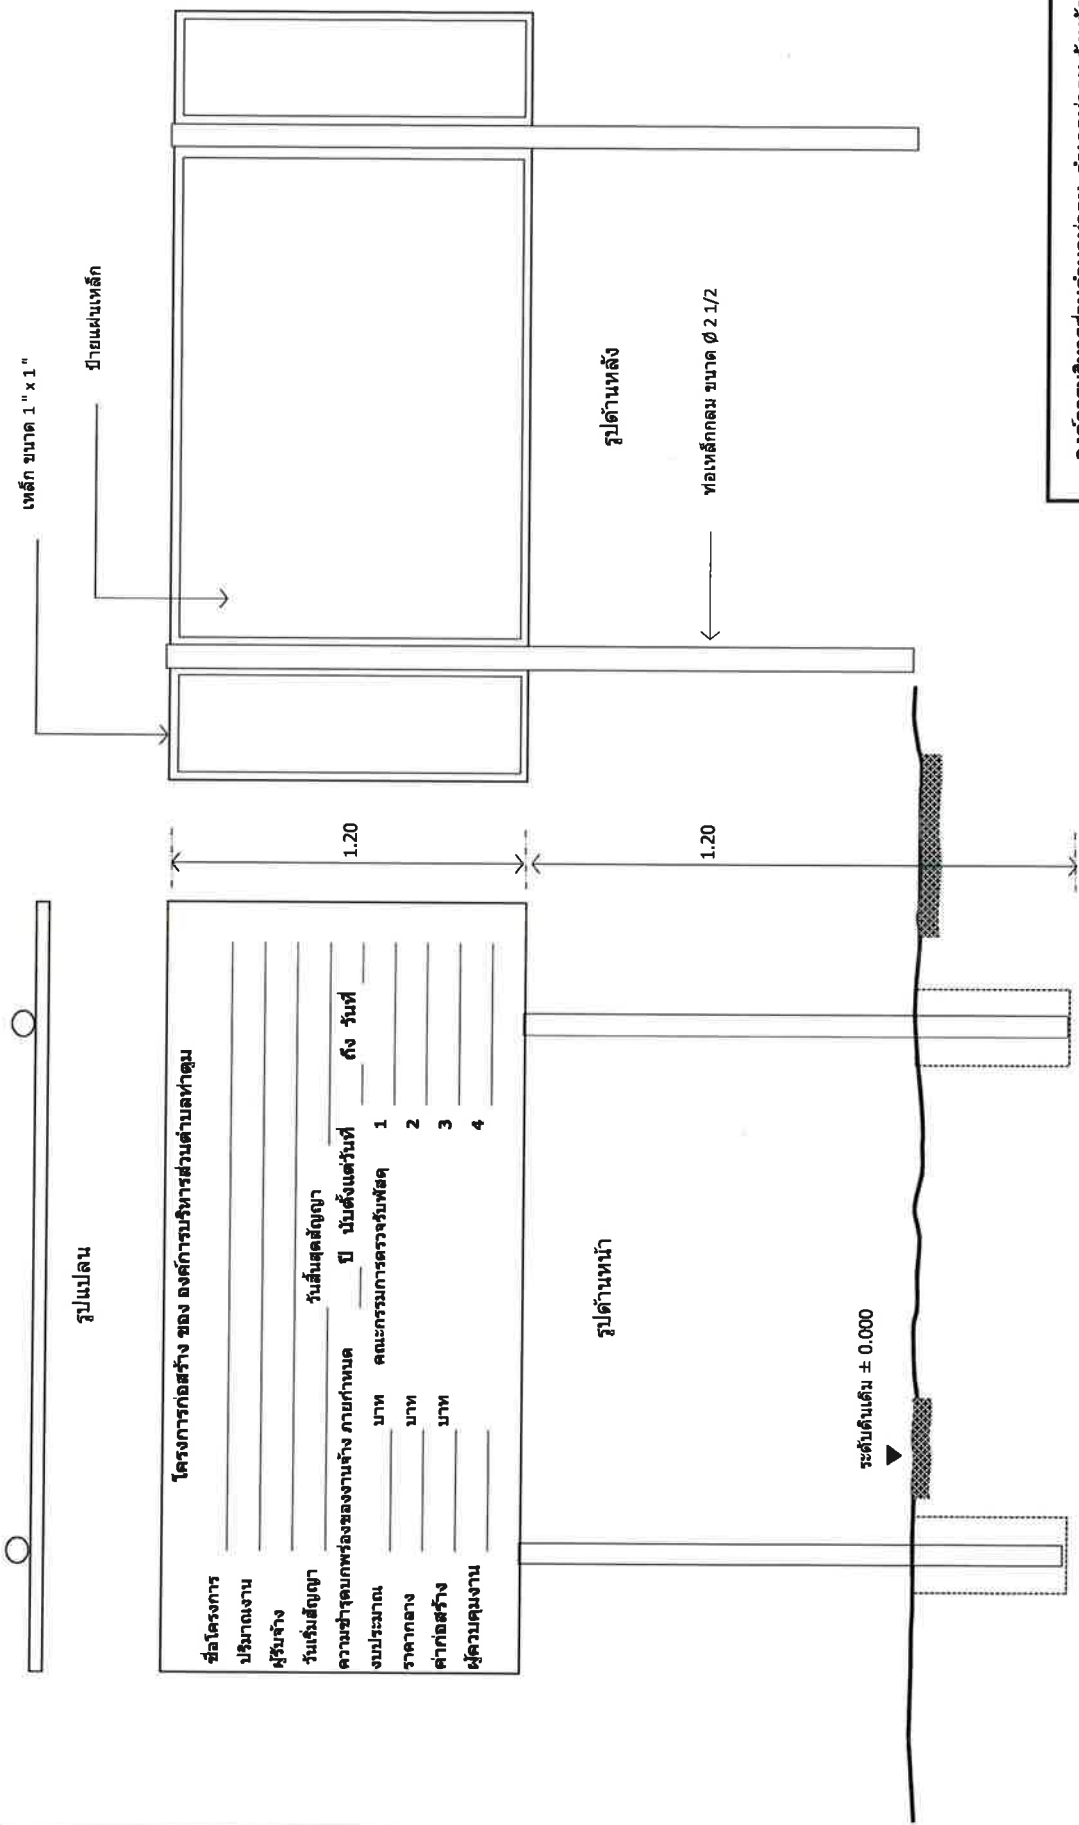 รูปแปลน
โครงการก่อสร้าง ของ องค์การบริหารส่วนตำบลท่าตูม
ชื่อโครงการ
ปริมาณงาน
ผู้รับจ้าง
วันเริ่มสัญญา วันสิ้นสุดสัญญา
ความชำรุดบกพร่องของงานจ้าง ภายกำหนด ปี นับตั้งแต่วันที่ ถึง วันที่
งบประมาณ บาท คณะกรรมการตรวจรับพัสดุ 1
ราคากลาง บาท 2
ค่าก่อสร้าง บาท 3
ผู้ควบคุมงาน 4
1.20
1.20
รูปด้านหน้า
ระดับดินเดิม ± 0.000
เหล็ก ขนาด 1 " x 1 "
ป้ายแผ่นเหล็ก
รูปด้านหลัง
ท่อเหล็กกลม ขนาด Ø 2 1/2